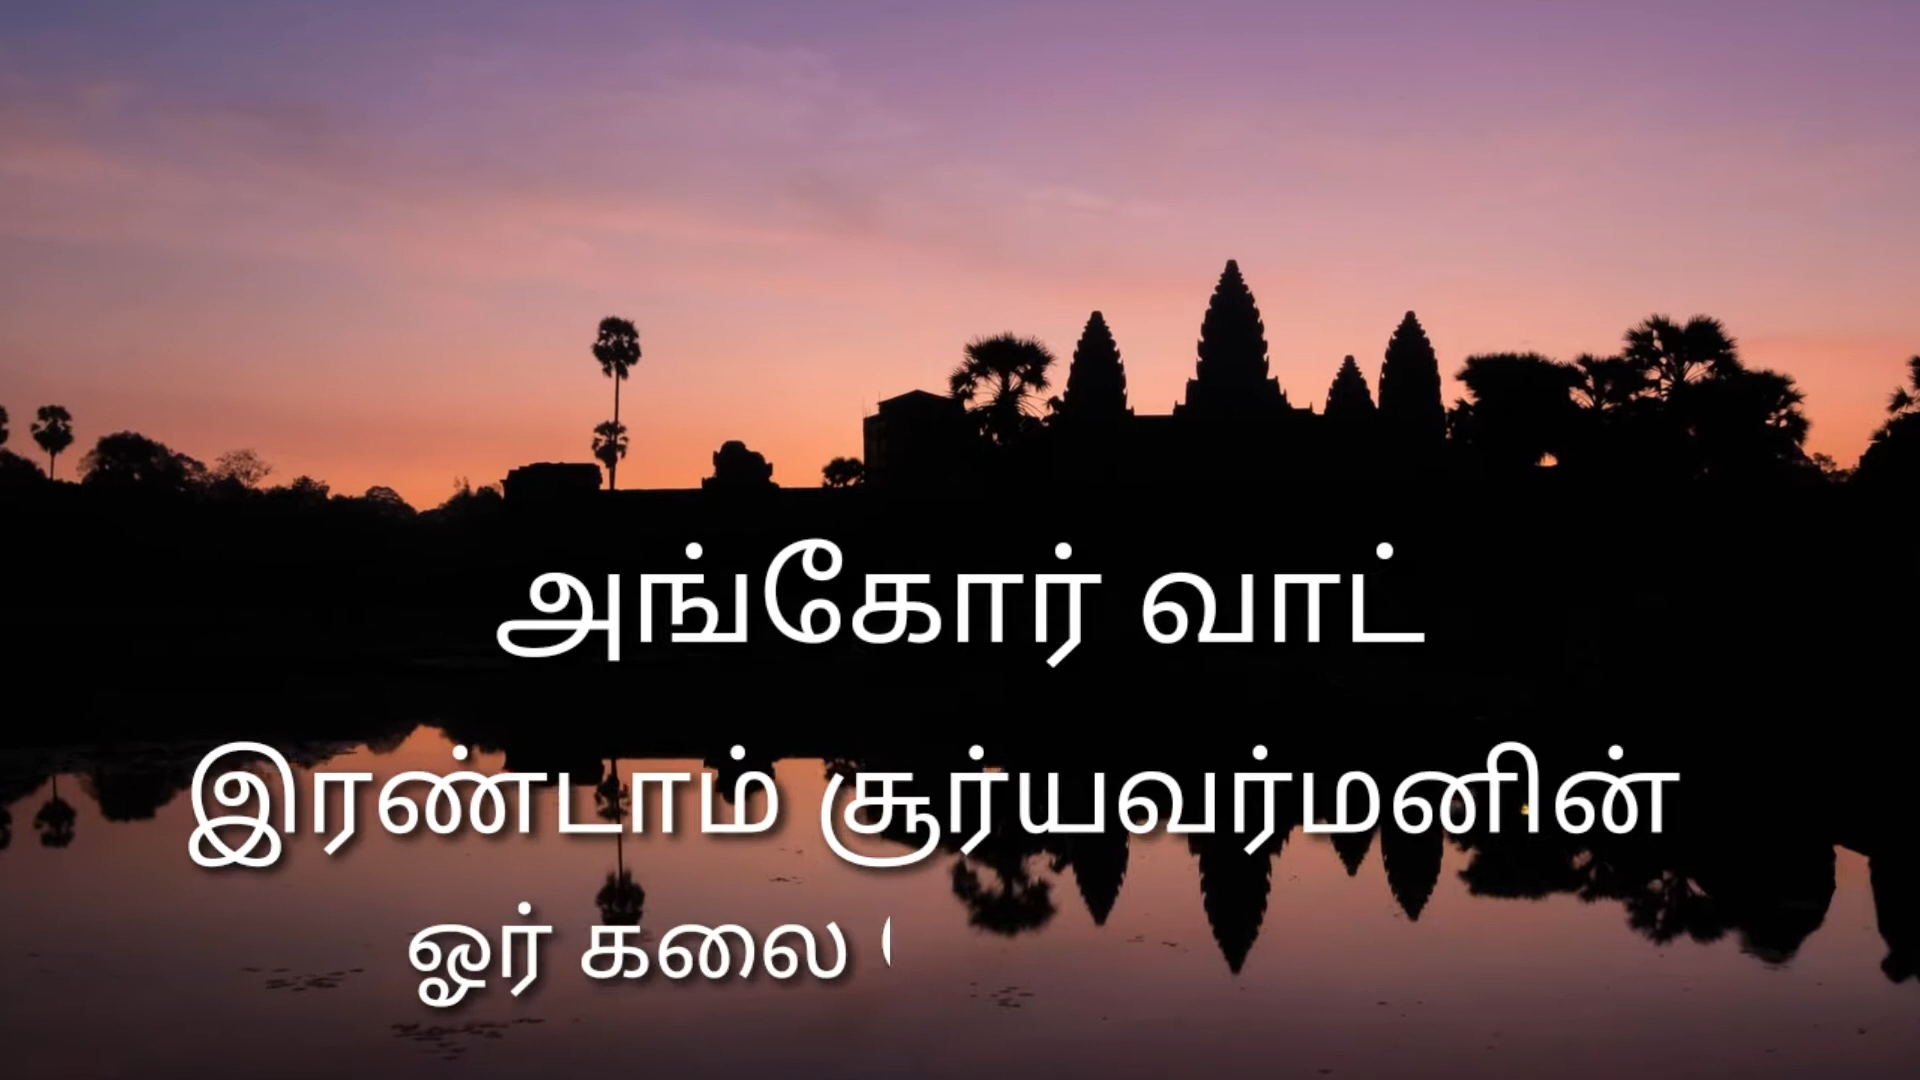 அங்கோர் வாட்
இரண்டாம் சூர்யவர்மனின்
ஓர் கலை